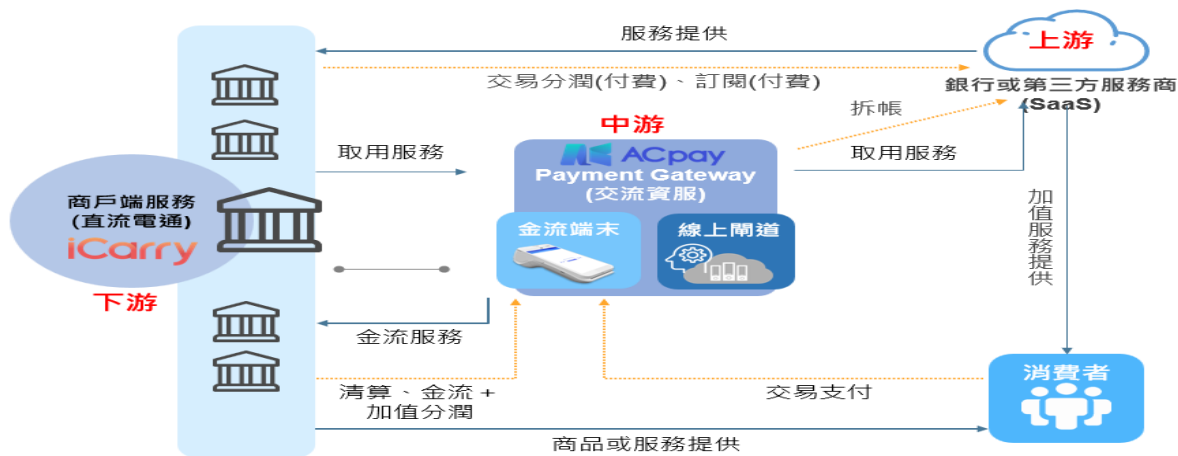 服務提供
上游
交易分潤(付費)、訂閱(付費)
銀行或第三方服務商
(SaaS)
拆帳
中游
ACpay
Payment Gateway
(交流資服)
取用服務
取用服務
商戶端服務
(直流電通)
iCarry
下游
金流端末
線上閘道
加值服務提供
金流服務
清算、金流+
加值分潤
交易支付
消費者
商品或服務提供